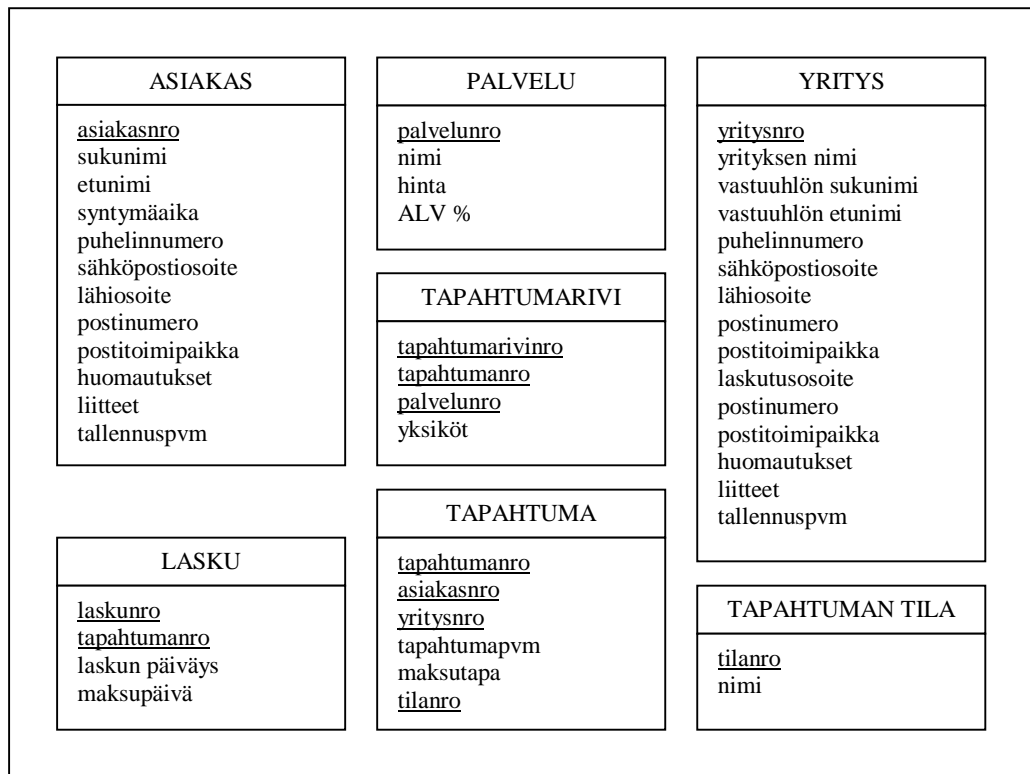 ASIAKAS
asiakasnro
sukunimi
etunimi
syntymäaika
puhelinnumero
sähköpostiosoite
lähiosoite
postinumero
postitoimipaikka
huomautukset
liitteet
tallennuspvm
PALVELU
palvelunro
nimi
hinta
ALV %
YRITYS
yritysnro
yrityksen nimi
vastuuhlön sukunimi
vastuuhlön etunimi
puhelinnumero
sähköpostiosoite
lähiosoite
postinumero
postitoimipaikka
laskutusosoite
postinumero
postitoimipaikka
huomautukset
liitteet
tallennuspvm
TAPAHTUMARIVI
tapahtumarivinro
tapahtumanro
palvelunro
yksiköt
LASKU
laskunro
tapahtumanro
laskun päiväys
maksupäivä
TAPAHTUMA
tapahtumanro
asiakasnro
yritysnro
tapahtumapvm
maksutapa
tilanro
TAPAHTUMAN TILA
tilanro
nimi